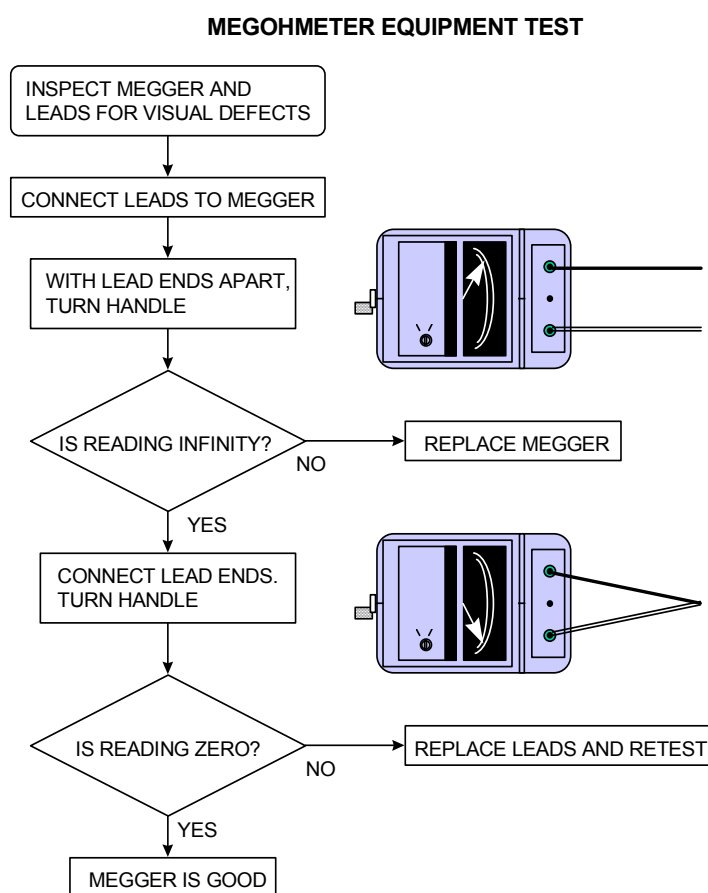 MEGOHMETER EQUIPMENT TEST
INSPECT MEGGER AND
LEADS FOR VISUAL DEFECTS
CONNECT LEADS TO MEGGER
WITH LEAD ENDS APART,
TURN HANDLE
IS READING INFINITY?
NO
REPLACE MEGGER
YES
CONNECT LEAD ENDS.
TURN HANDLE
IS READING ZERO?
NO
REPLACE LEADS AND RETEST
YES
MEGGER IS GOOD